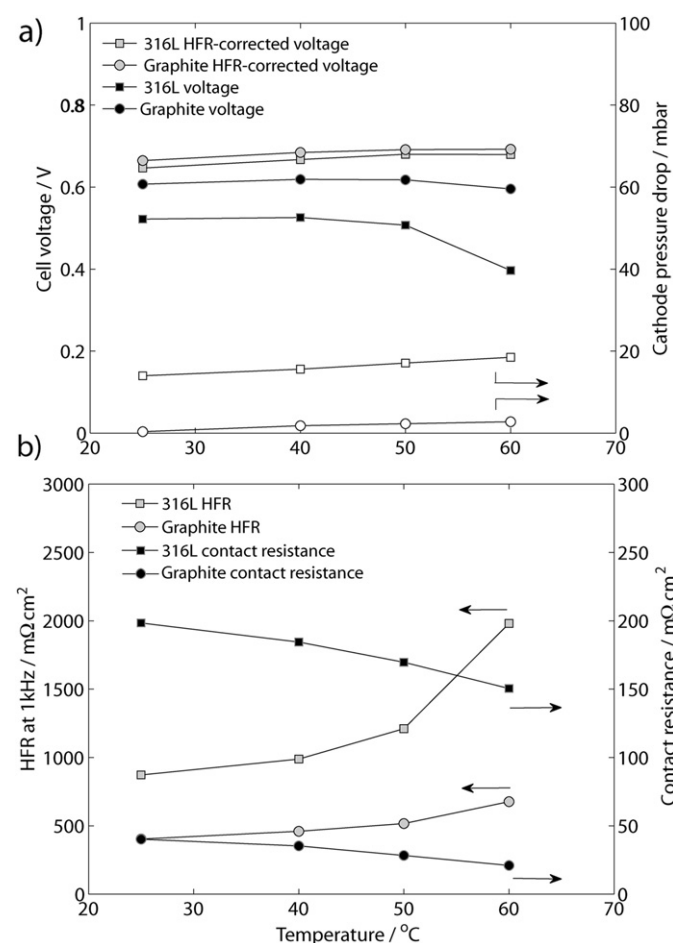 a)
1
0.8
0.6
0.4
0.2
0
Cell voltage / V
316L HFR-corrected voltage
Graphite HFR-corrected voltage
316L voltage
Graphite voltage
100
80
60
40
20
0
Cathode pressure drop / mbar
20 30 40 50 60 70
b)
3000
2500
2000
1500
1000
500
0
HFR at 1kHz / mΩ cm²
316L HFR
Graphite HFR
316L contact resistance
Graphite contact resistance
300
250
200
150
100
50
0
Contact resistance / mΩ cm²
20 30 40 50 60 70
Temperature / °C